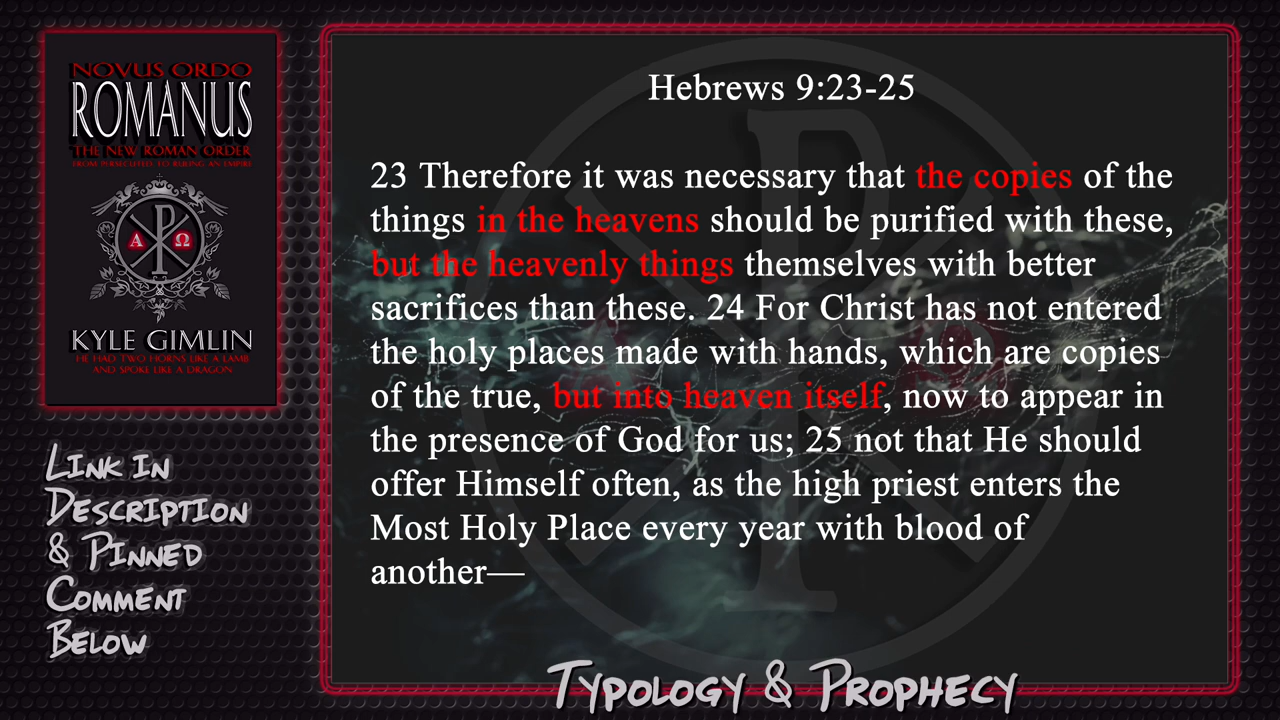 NOVUS ORDO
ROMANUS
THE NEW ROMAN ORDER
FROM PERSECUTED TO RULING AN EMPIRE
Α
Ω
KYLE GIMLIN
HE HAD TWO HORNS LIKE A LAMB
AND SPOKE LIKE A DRAGON
LINK IN
DESCRIPTION
& PINNED
COMMENT
BELOW
Hebrews 9:23-25
23 Therefore it was necessary that the copies of the
things in the heavens should be purified with these,
but the heavenly things themselves with better
sacrifices than these. 24 For Christ has not entered
the holy places made with hands, which are copies
of the true, but into heaven itself, now to appear in
the presence of God for us; 25 not that He should
offer Himself often, as the high priest enters the
Most Holy Place every year with blood of
another—
TYPOLOGY & PROPHECY